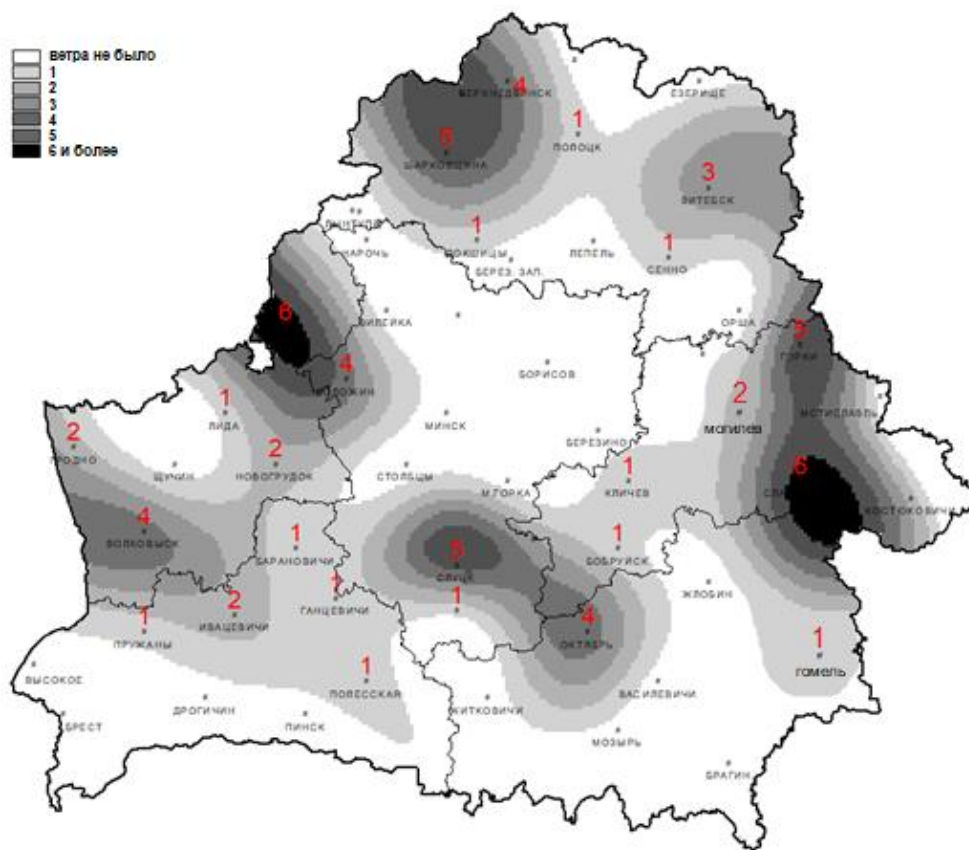 ветра не было
1
2
3
4
5
6 и более
4
ВЕРХНЕДВИНСК
ЕЗЕРИЩЕ
1
ПОЛОЦК
5
ШАРКОВЩИНА
3
ВИТЕБСК
ЛЫНТУПЫ
1
НАРОЧЬ
ДОКШИЦЫ
ЛЕПЕЛЬ
1
БЕРЕЗ. ЗАП.
СЕННО
6
ВИЛЕЙКА
ОРША
5
ГОРКИ
БОРИСОВ
4
ВОЛОЖИН
1
ЛИДА
МИНСК
2
могилев
МСТИСЛАВЛЬ
2
ГРОДНО
БЕРЕЗИНО
ЩУЧИН
2
НОВОГРУДОК
СТОЛБЦЫ
М.ГОРКА
1
КЛИЧЕВ
6
КОСТЮКОВИЧИ
4
ВОЛКОВЫСК
1
БАРАНОВИЧИ
5
СЛУЦК
1
БОБРУЙСК
1
ГАНЦЕВИЧИ
1
ЖЛОБИН
1
ПРУЖАНЫ
2
ИВАЦЕВИЧИ
4
ОКТЯБРЬ
1
гомель
ВЫСОКОЕ
1
ПОЛЕССКАЯ
ВАСИЛЕВИЧИ
БРЕСТ
ДРОГИЧИН
ПИНСК
ЖИТКОВИЧИ
МОЗЫРЬ
БРАГИН